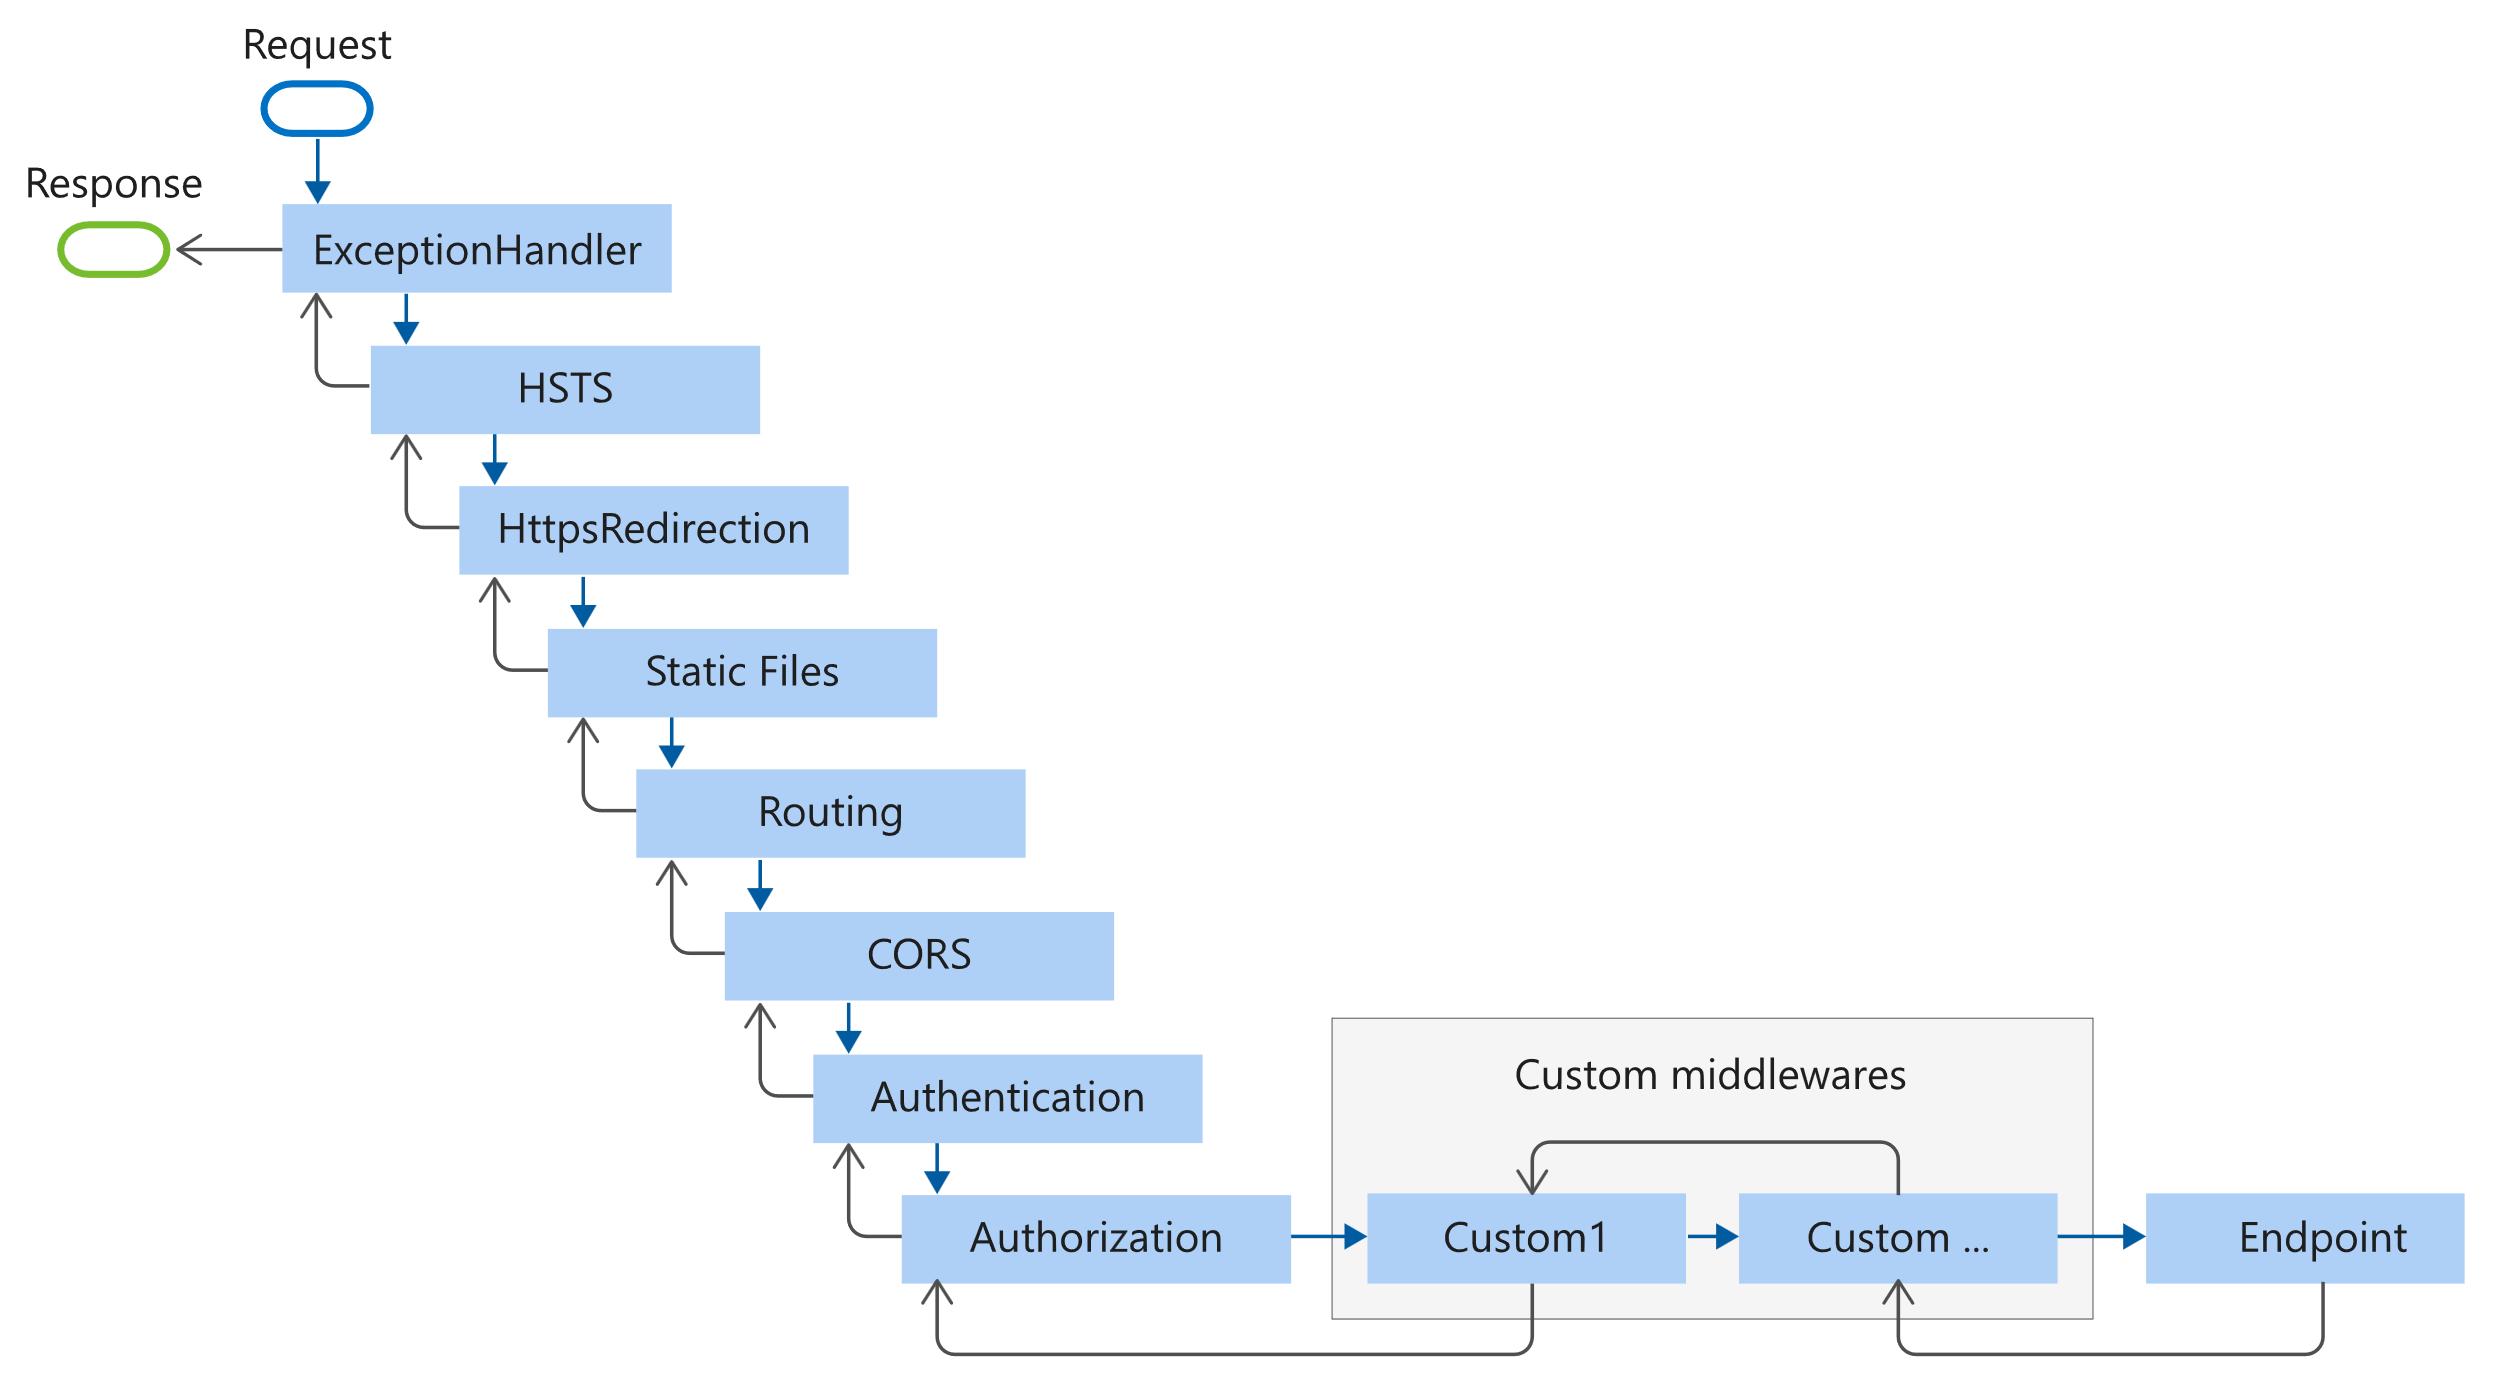 Request
Response
ExceptionHandler
HSTS
HttpsRedirection
Static Files
Routing
CORS
Authentication
Custom middlewares
Authorization
Custom1
Custom ...
Endpoint